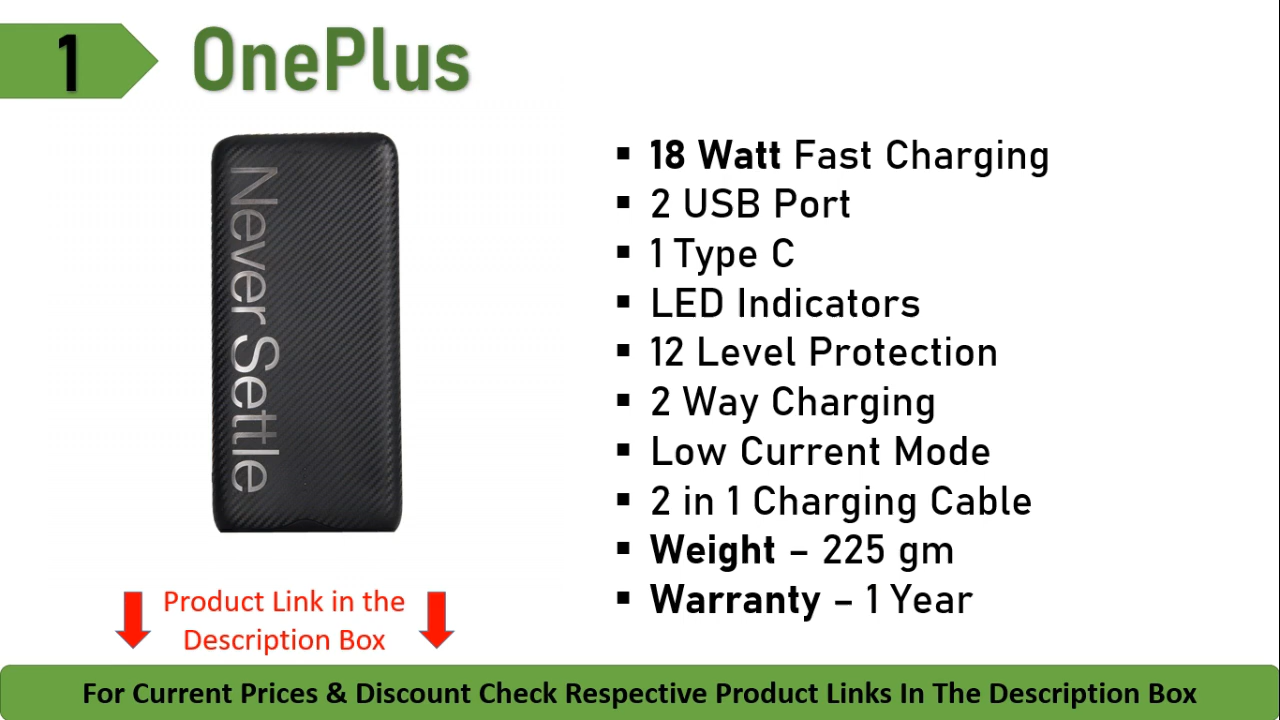 1
OnePlus
Never Settle
18 Watt Fast Charging
2 USB Port
1 Type C
LED Indicators
12 Level Protection
2 Way Charging
Low Current Mode
2 in 1 Charging Cable
Weight – 225 gm
Warranty – 1 Year
Product Link in the
Description Box
For Current Prices & Discount Check Respective Product Links In The Description Box